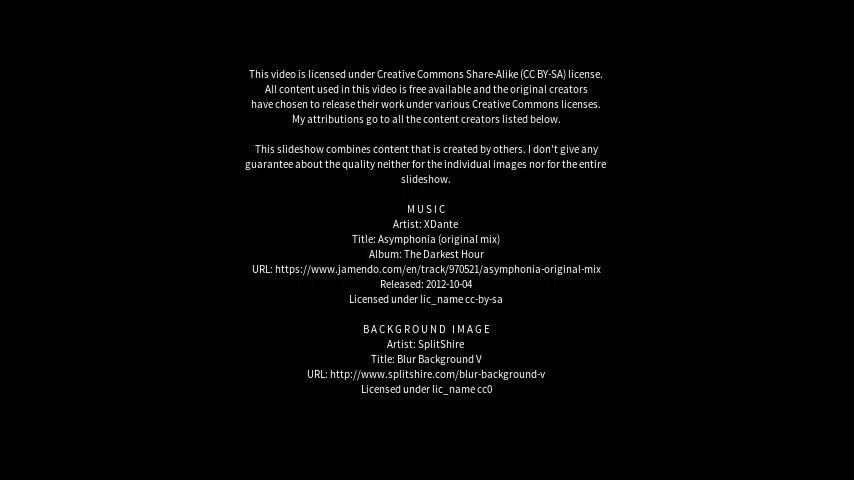 This video is licensed under Creative Commons Share-Alike (CC BY-SA) license.
All content used in this video is free available and the original creators
have chosen to release their work under various Creative Commons licenses.
My attributions go to all the content creators listed below.
This slideshow combines content that is created by others. I don't give any
guarantee about the quality neither for the individual images nor for the entire
slideshow.
MUSIC
Artist: XDante
Title: Asymphonia (original mix)
Album: The Darkest Hour
URL: https://www.jamendo.com/en/track/970521/asymphonia-original-mix
Released: 2012-10-04
Licensed under lic_name cc-by-sa
BACKGROUND IMAGE
Artist: SplitShire
Title: Blur Background V
URL: http://www.splitshire.com/blur-background-v
Licensed under lic_name cc0